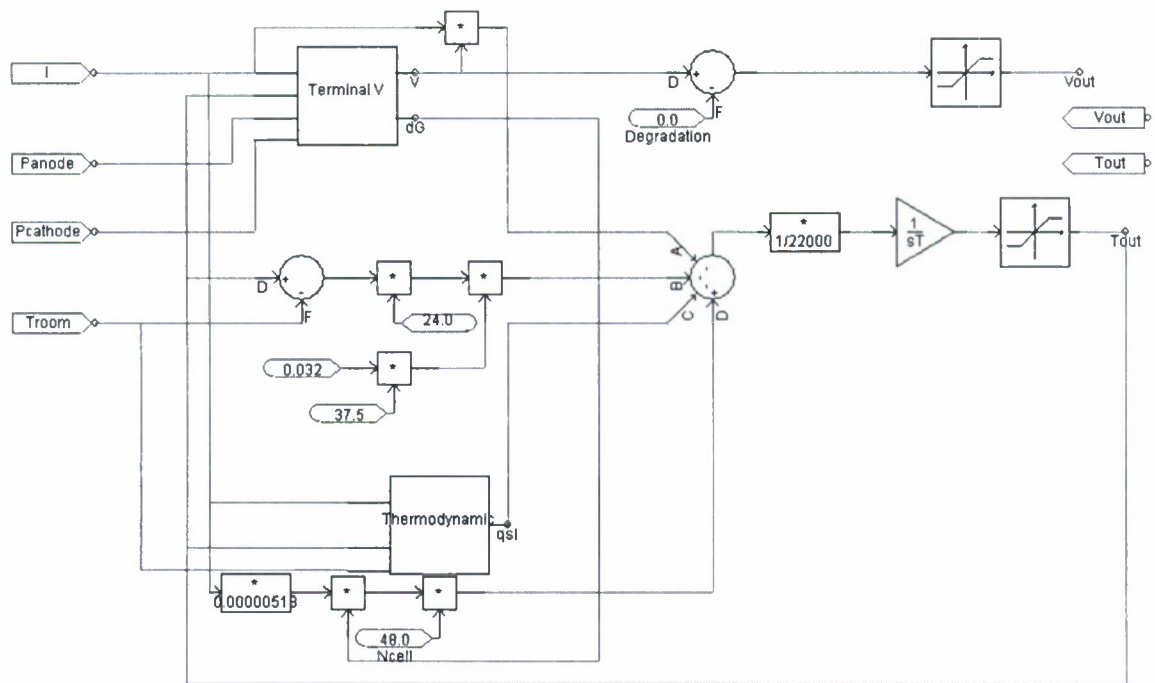 *
I
Terminal V
V
D
+
-
F
Vout
0.0
Degradation
dG
Vout
Panode
Tout
Pcathode
*
1/22000
1
sT
Tout
A
B
C
D
-
-
-
+
D
+
-
F
*
*
Troom
24.0
0.032
*
37.5
Thermodynamic
qsl
*
0.00000518
*
*
48.0
Ncell